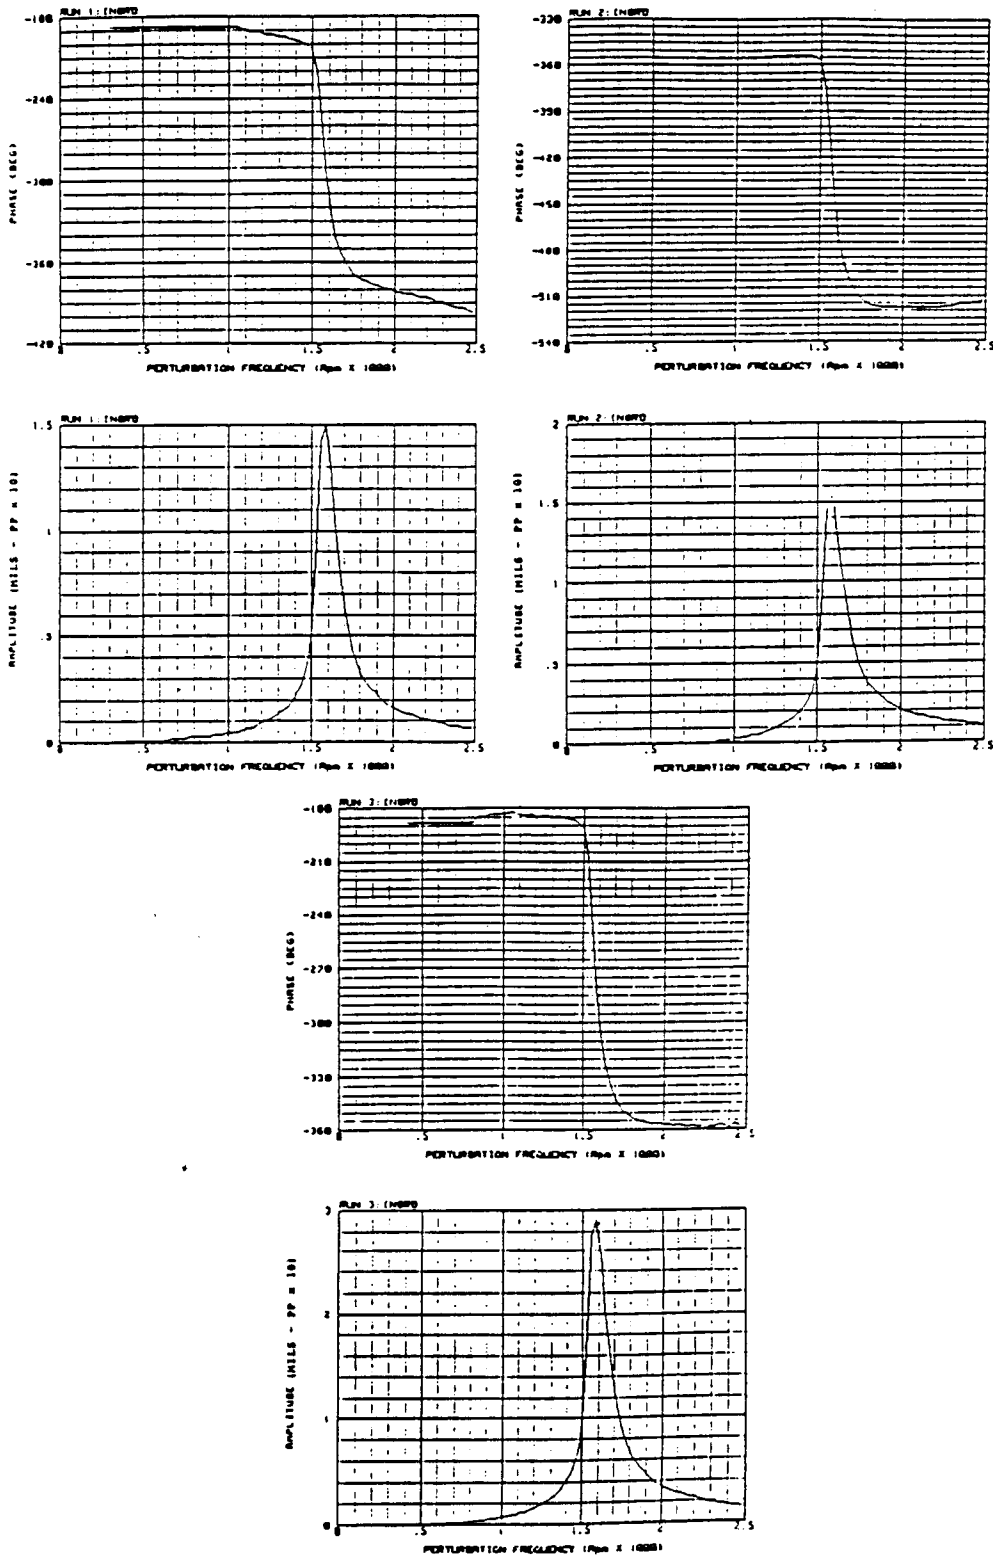 RUN 1: INBRD
RUN 2: INBRD
-180
-240
-300
-360
-420
PHASE (DEG)
0 .5 1 1.5 2 2.5
PERTURBATION FREQUENCY (Rpm X 1000)
-330
-360
-390
-420
-450
-480
-510
-540
PHASE (DEG)
0 .5 1 1.5 2 2.5
PERTURBATION FREQUENCY (Rpm X 1000)
RUN 1: INBRD
1.5
1
.5
0
AMPLITUDE (MILS - PP x 10)
0 .5 1 1.5 2 2.5
PERTURBATION FREQUENCY (Rpm X 1000)
RUN 2: INBRD
2
1.5
1
.5
0
AMPLITUDE (MILS - PP x 10)
0 .5 1 1.5 2 2.5
PERTURBATION FREQUENCY (Rpm X 1000)
RUN 3: INBRD
-180
-210
-240
-270
-300
-330
-360
PHASE (DEG)
0 .5 1 1.5 2 2.5
PERTURBATION FREQUENCY (Rpm X 1000)
RUN 3: INBRD
3
2
1
0
AMPLITUDE (MILS - PP x 10)
0 .5 1 1.5 2 2.5
PERTURBATION FREQUENCY (Rpm X 1000)